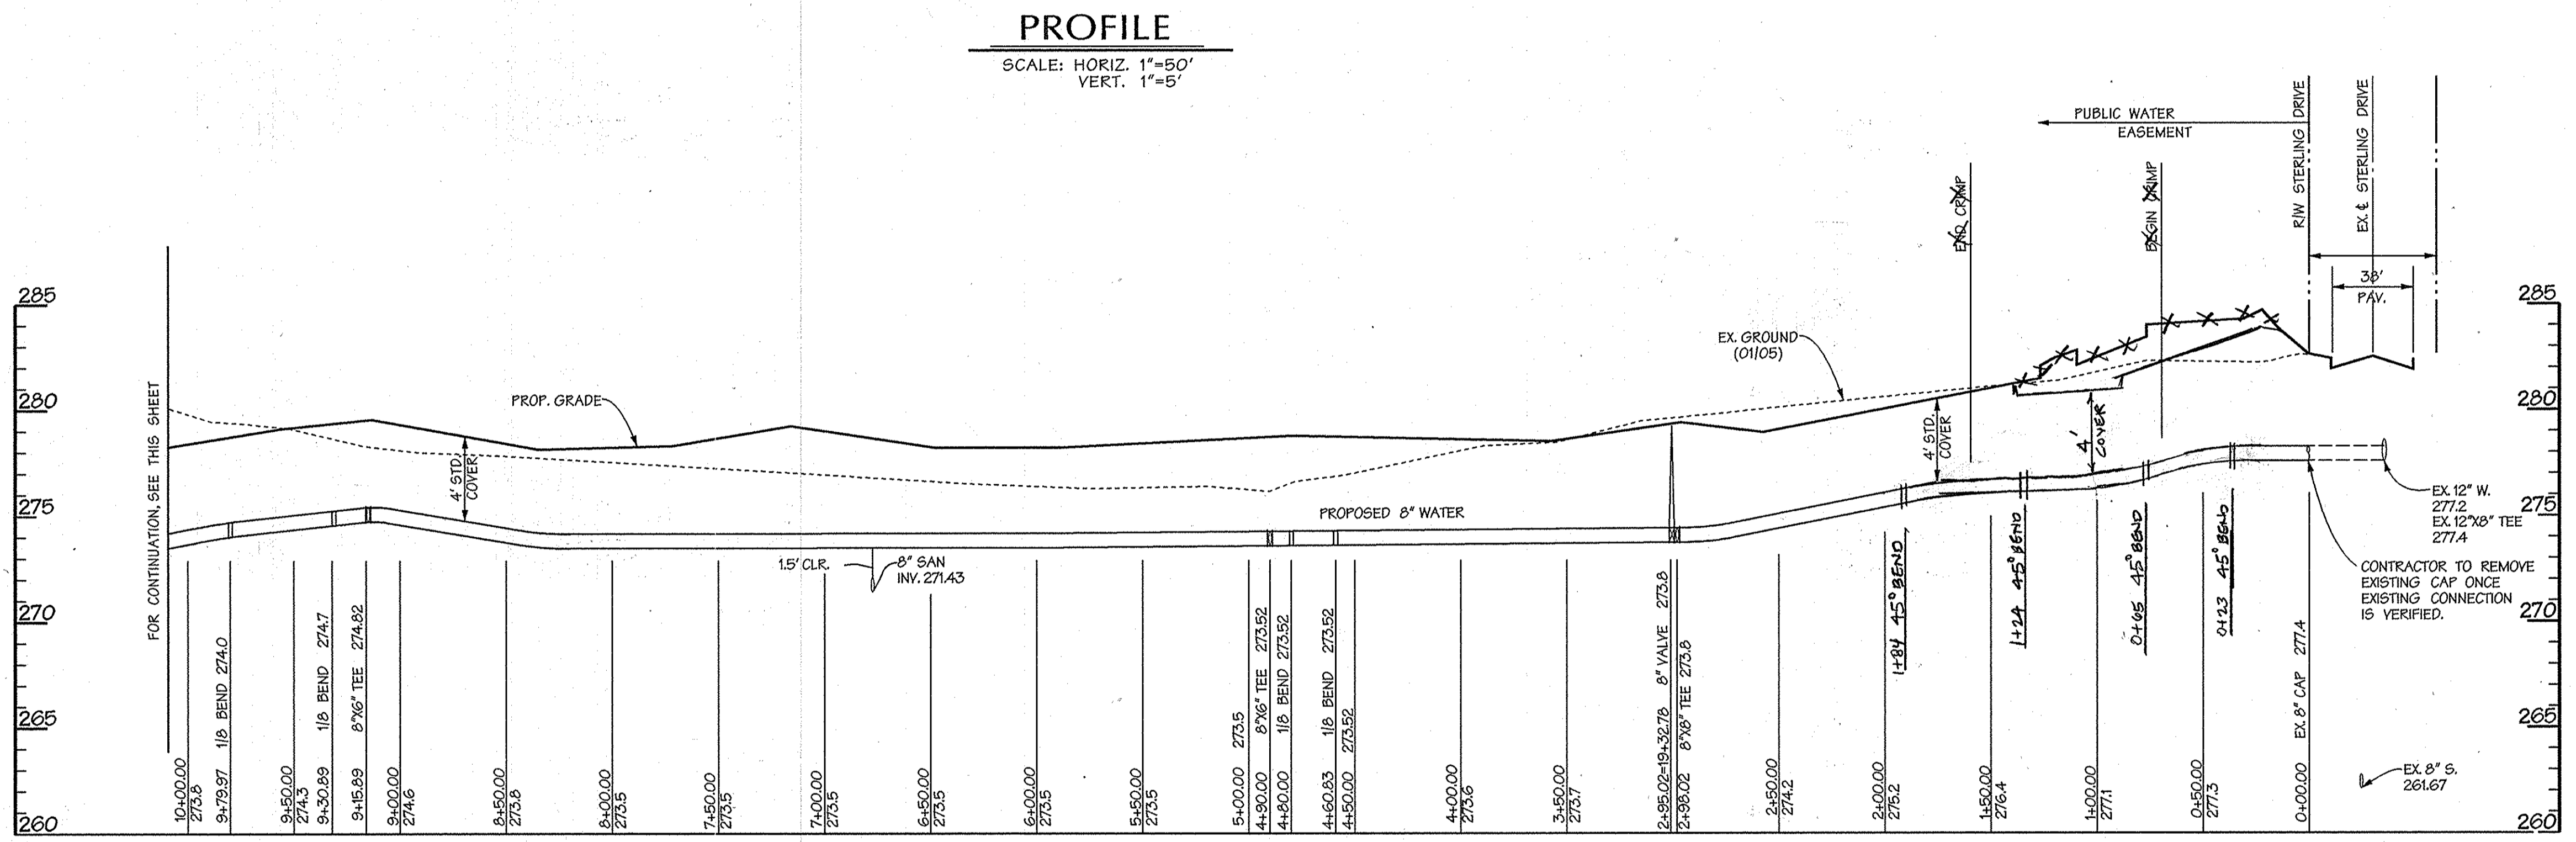 PROFILE
SCALE: HORIZ. 1"=50'
VERT. 1"=5'
PUBLIC WATER
EASEMENT
R/W STERLING DRIVE
EX. ℄ STERLING DRIVE
END CRIMP
BEGIN CRIMP
38'
PAV.
285
280
275
270
265
260
285
280
275
270
265
260
FOR CONTINUATION, SEE THIS SHEET
PROP. GRADE
4' STD.
COVER
EX. GROUND
(01/05)
4' STD.
COVER
4'
COVER
PROPOSED 8" WATER
1.5' CLR.
8" SAN
INV. 271.43
EX. 12" W.
277.2
EX. 12"X8" TEE
277.4
CONTRACTOR TO REMOVE
EXISTING CAP ONCE
EXISTING CONNECTION
IS VERIFIED.
EX. 8" S.
261.67
10+00.00
273.8
9+79.97 1/8 BEND 274.0
9+50.00
274.3
9+30.89 1/8 BEND 274.7
9+15.89 8"X6" TEE 274.82
9+00.00
274.6
8+50.00
273.8
8+00.00
273.5
7+50.00
273.5
7+00.00
273.5
6+50.00
273.5
6+00.00
273.5
5+50.00
273.5
5+00.00 273.5
4+90.00 8"X6" TEE 273.52
4+80.00 1/8 BEND 273.52
4+60.83 1/8 BEND 273.52
4+50.00 273.52
4+00.00
273.6
3+50.00
273.7
2+95.02=19+32.78 8" VALVE 273.8
2+98.02 8"X8" TEE 273.8
2+50.00
274.2
2+00.00
275.2
1+84 45° BEND
1+50.00
276.4
1+24 45° BEND
1+00.00
277.1
0+65 45° BEND
0+50.00
277.3
0+23 45° BEND
0+00.00 EX. 8" CAP 277.4